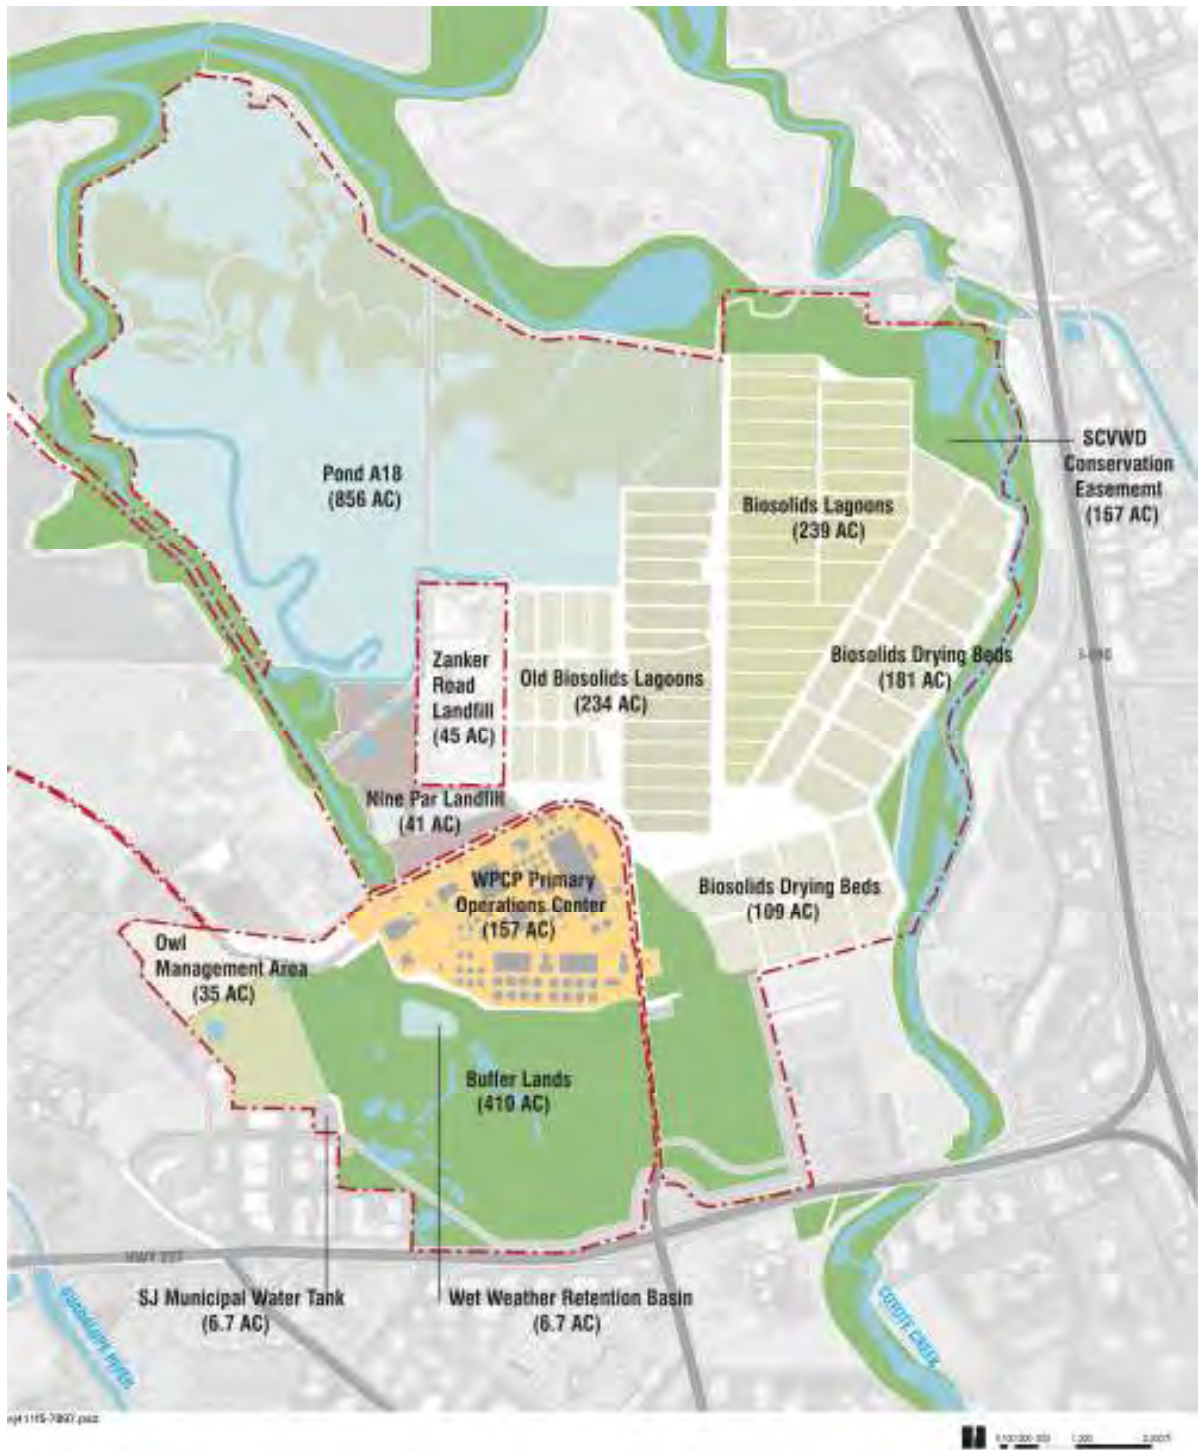 Pond A18
(856 AC)
SCVWD
Conservation
Easememt
(167 AC)
Biosolids Lagoons
(239 AC)
Zanker
Road
Landfill
(45 AC)
Old Biosolids Lagoons
(234 AC)
Biosolids Drying Beds
(181 AC)
I-880
Nine Par Landfill
(41 AC)
WPCP Primary
Operations Center
(157 AC)
Biosolids Drying Beds
(109 AC)
Owl
Management Area
(35 AC)
Buffer Lands
(410 AC)
HWY 237
SJ Municipal Water Tank
(6.7 AC)
Wet Weather Retention Basin
(6.7 AC)
GUADALUPE RIVER
COYOTE CREEK